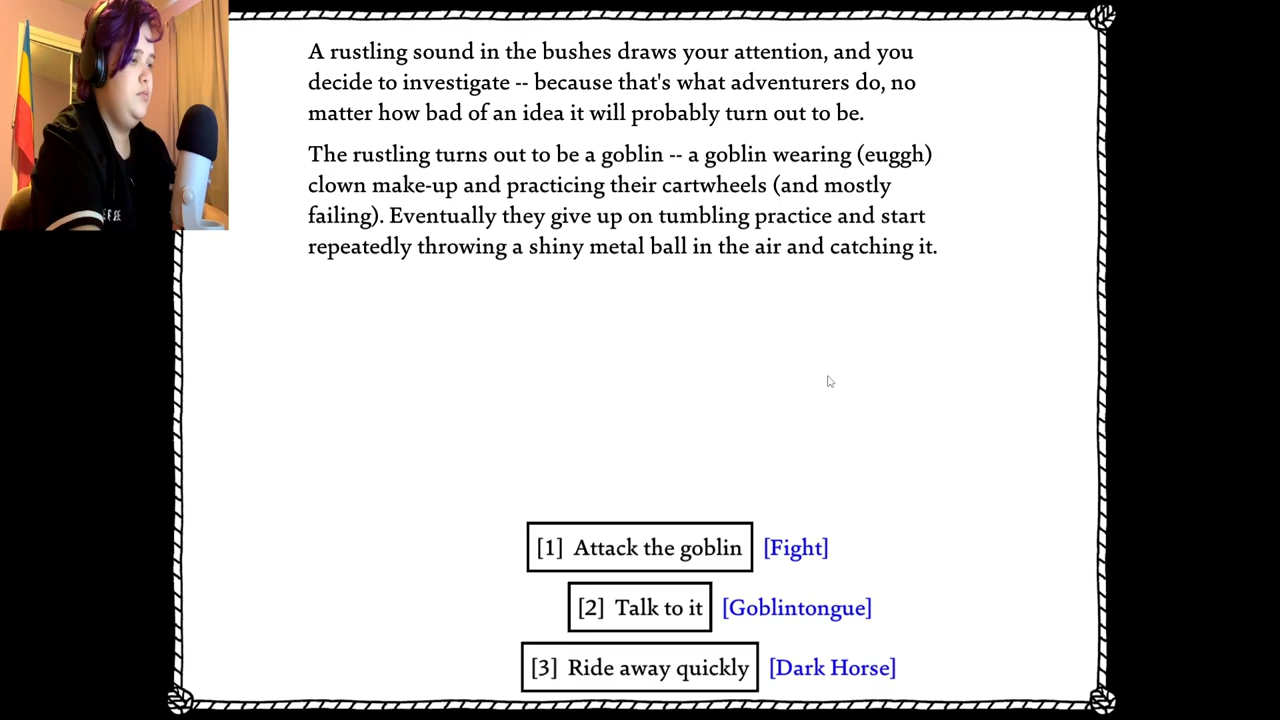 A rustling sound in the bushes draws your attention, and you
decide to investigate -- because that's what adventurers do, no
matter how bad of an idea it will probably turn out to be.
The rustling turns out to be a goblin -- a goblin wearing (euggh)
clown make-up and practicing their cartwheels (and mostly
failing). Eventually they give up on tumbling practice and start
repeatedly throwing a shiny metal ball in the air and catching it.
[1] Attack the goblin [Fight]
[2] Talk to it [Goblintongue]
[3] Ride away quickly [Dark Horse]